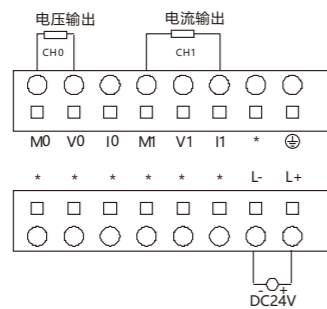 电压输出 电流输出
CH0 CH1
M0 V0 I0 M1 V1 I1 *
* * * * * * L- L+
- +
DC24V